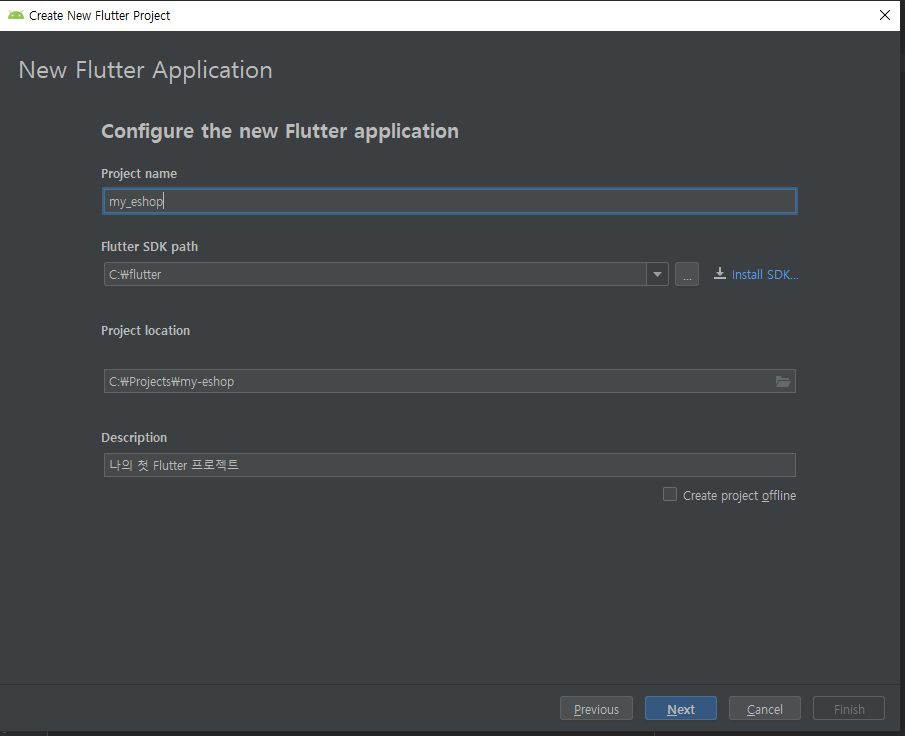 Create New Flutter Project
New Flutter Application
Configure the new Flutter application
Project name
my_eshop
Flutter SDK path
C:₩flutter
...
Install SDK...
Project location
C:₩Projects₩my-eshop
Description
나의 첫 Flutter 프로젝트
Create project offline
Previous
Next
Cancel
Finish